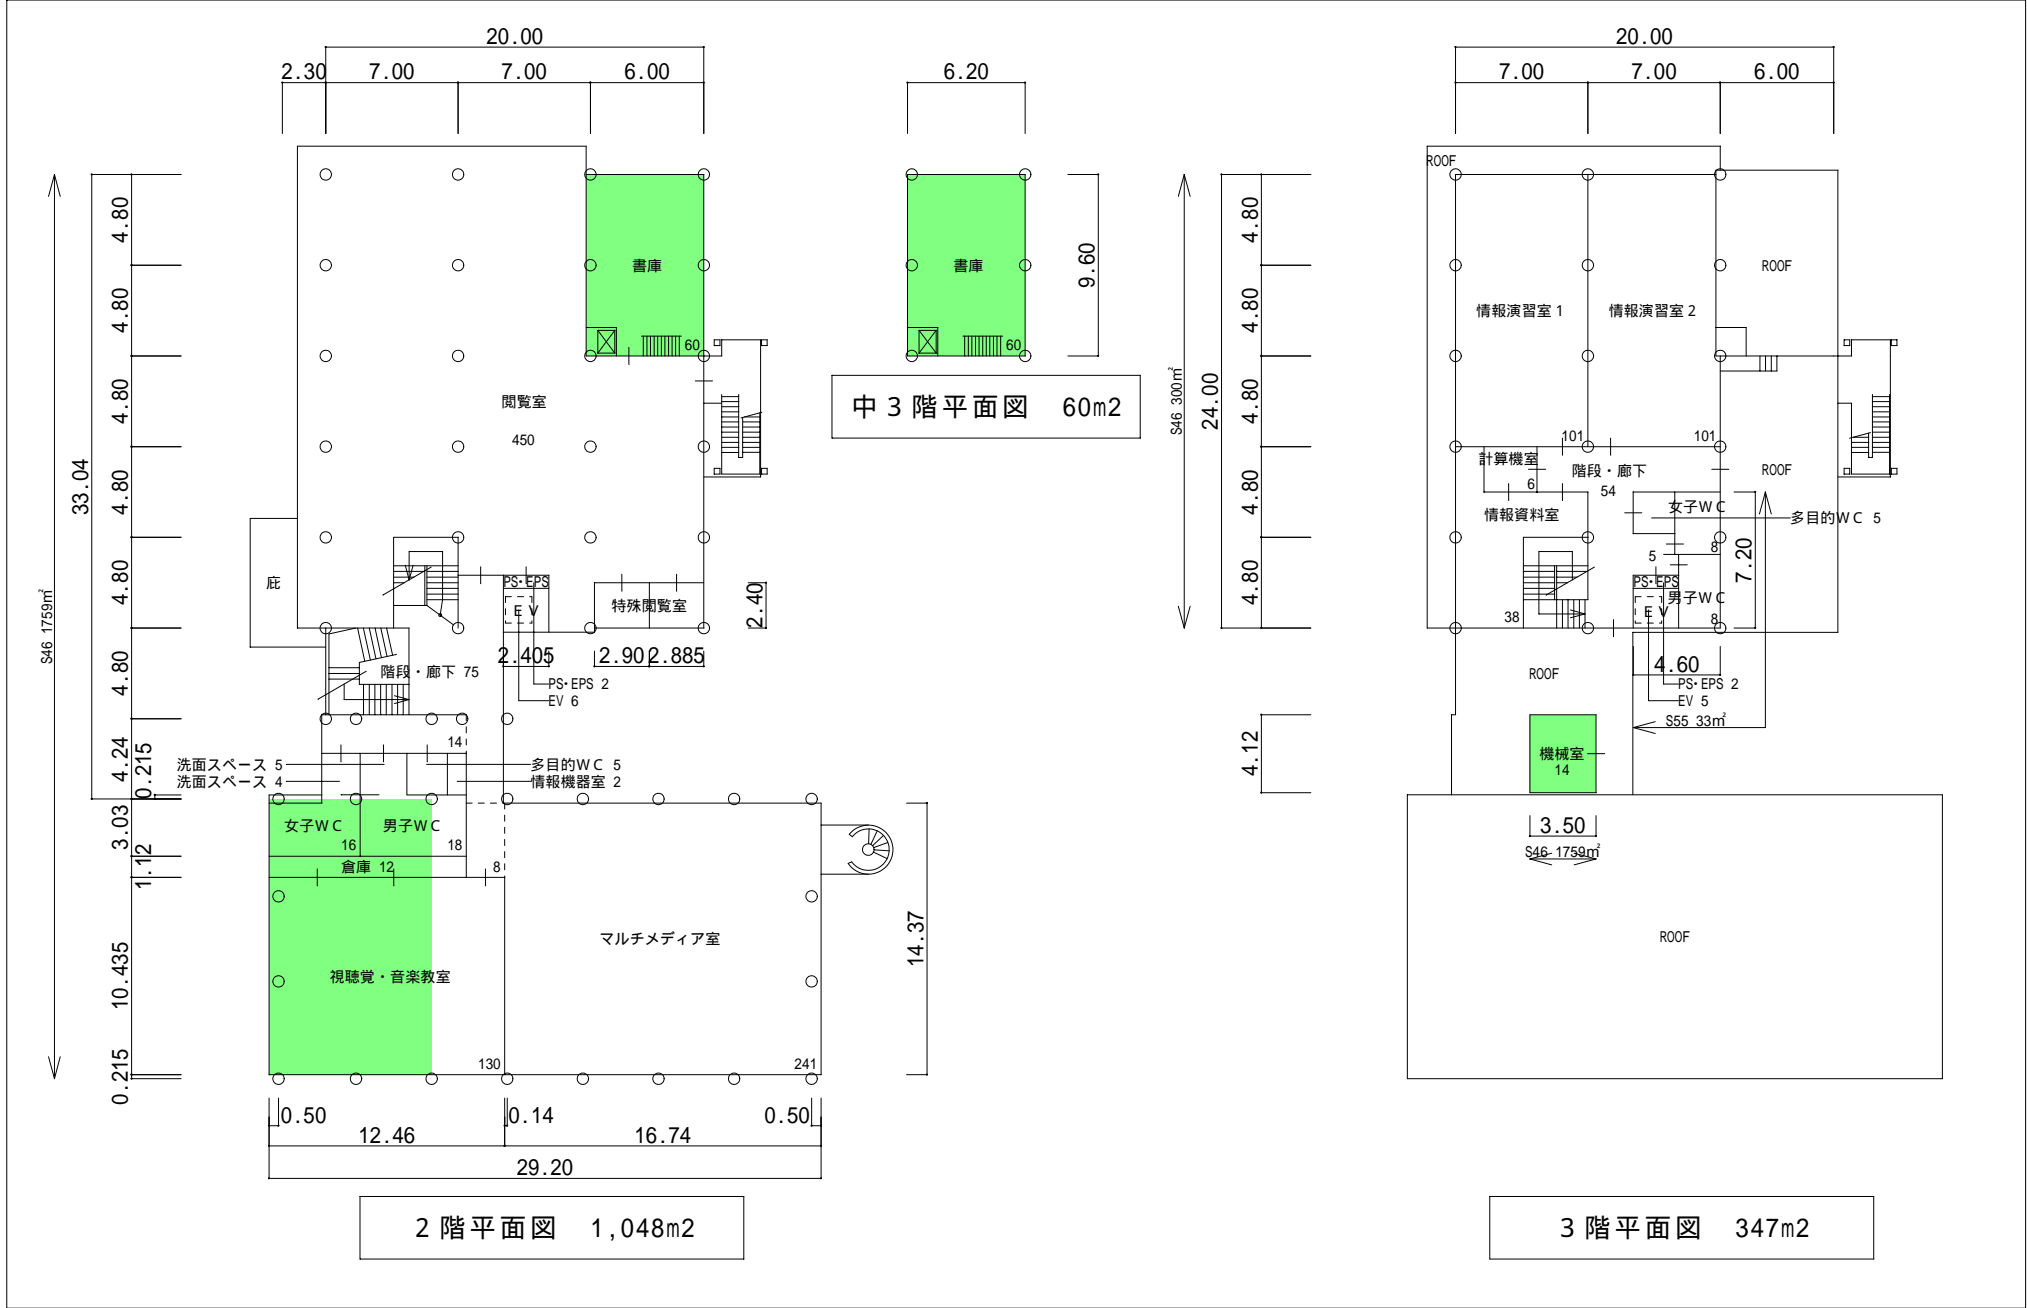 20.00
2.30 7.00 7.00 6.00
6.20
20.00
7.00 7.00 6.00
4.80
4.80
4.80
4.80
4.80
4.80
4.24
0.215
3.03
1.12
10.435
0.215
33.04
S46 1759㎡
書庫
60
閲覧室
450
庇
PS・EPS
EV
特殊閲覧室
2.40
2.405
2.90
2.885
階段・廊下 75
PS・EPS 2
EV 6
14
洗面スペース 5
洗面スペース 4
多目的WC 5
情報機器室 2
女子WC
16
男子WC
18
倉庫 12
8
視聴覚・音楽教室
130
マルチメディア室
241
14.37
0.50
0.14
0.50
12.46
16.74
29.20
2階平面図 1,048m2
書庫
60
9.60
中3階平面図 60m2
S46 300㎡
24.00
4.80
4.80
4.80
4.80
4.80
4.12
ROOF
ROOF
情報演習室1
情報演習室2
101
101
計算機室
6
階段・廊下
54
ROOF
情報資料室
女子WC
多目的WC 5
8
5
7.20
PS・EPS
男子WC
EV
38
8
4.60
ROOF
PS・EPS 2
EV 5
S55 33㎡
機械室
14
3.50
S46 1759㎡
ROOF
3階平面図 347m2